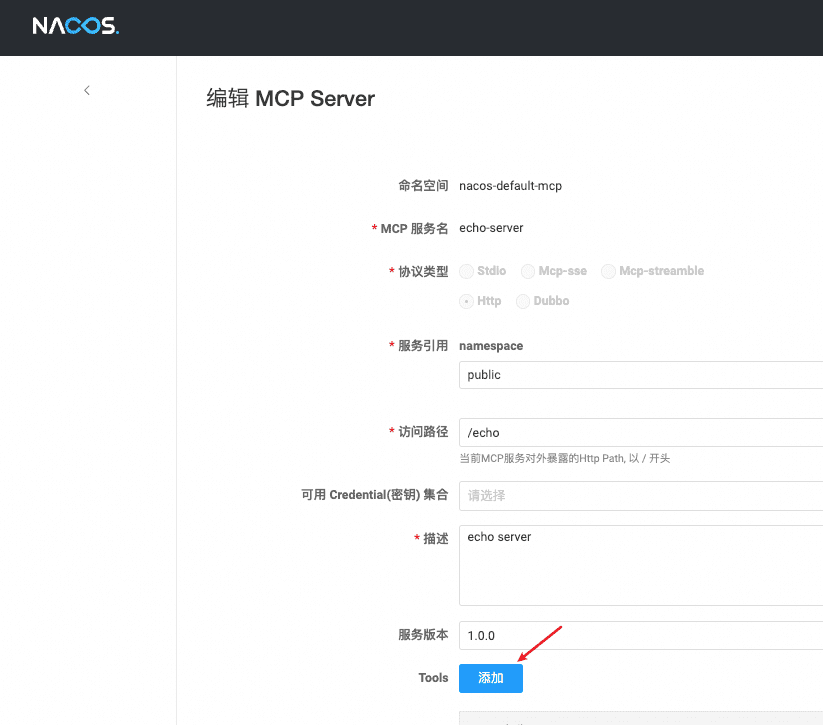 NACOS.
编辑 MCP Server
命名空间 nacos-default-mcp
* MCP 服务名 echo-server
* 协议类型 Stdio Mcp-sse Mcp-streamble
Http Dubbo
* 服务引用 namespace
public
* 访问路径 /echo
当前MCP服务对外暴露的Http Path, 以 / 开头
可用 Credential(密钥) 集合 请选择
* 描述 echo server
服务版本 1.0.0
Tools 添加